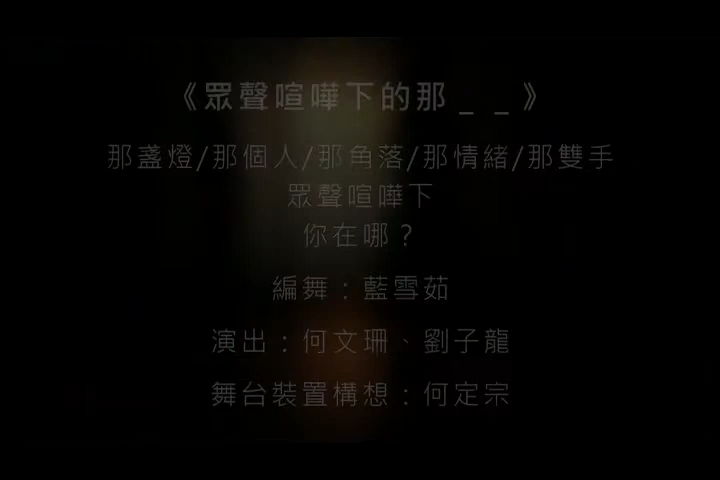 《眾聲喧嘩下的那＿＿》
那盞燈/那個人/那角落/那情緒/那雙手
眾聲喧嘩下
你在哪？
編舞：藍雪茹
演出：何文珊、劉子龍
舞台裝置構想：何定宗